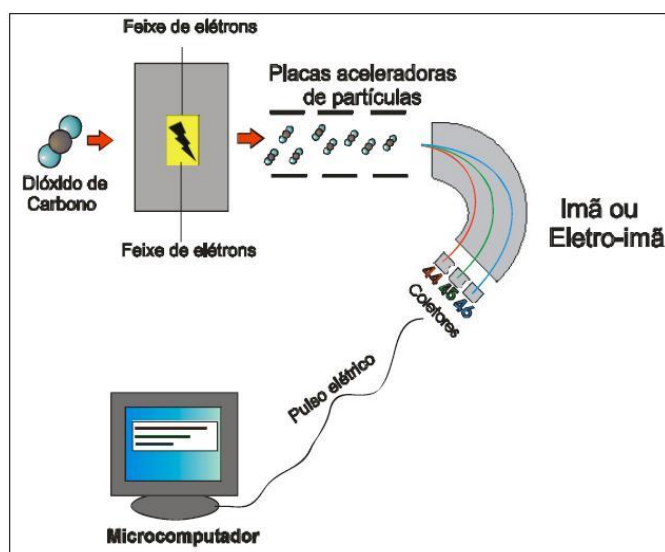 Feixe de elétrons
Placas aceleradoras
de partículas
Dióxido de
Carbono
Feixe de elétrons
Imã ou
Eletro-imã
44
45
46
Coletores
Pulso elétrico
Microcomputador